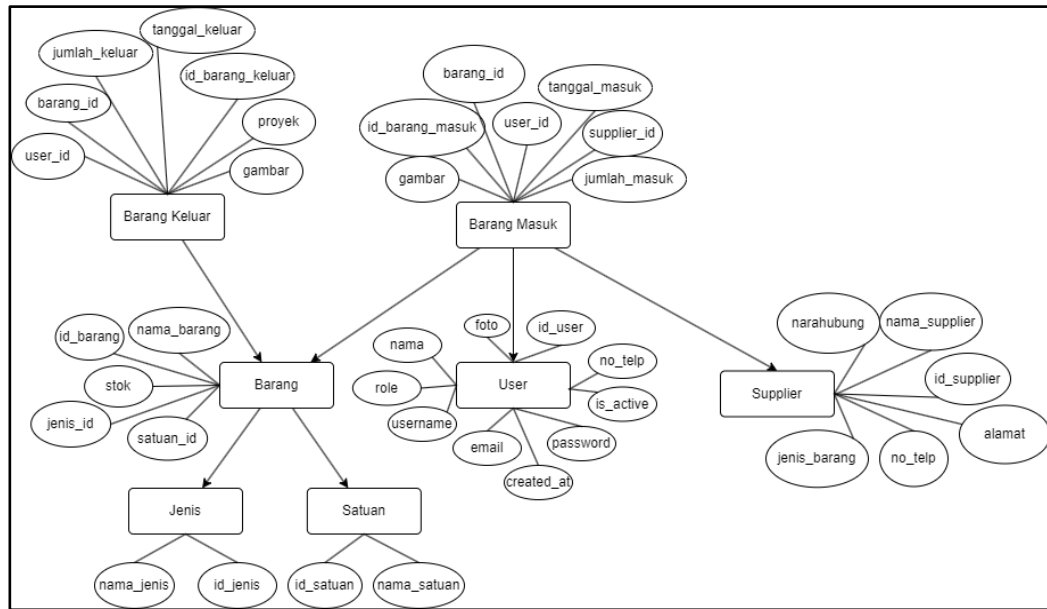 tanggal_keluar
jumlah_keluar
id_barang_keluar
barang_id
proyek
user_id
gambar
Barang Keluar
barang_id
tanggal_masuk
id_barang_masuk
user_id
supplier_id
gambar
jumlah_masuk
Barang Masuk
id_barang
nama_barang
stok
Barang
jenis_id
satuan_id
foto
id_user
nama
no_telp
role
User
is_active
username
email
password
created_at
narahubung
nama_supplier
id_supplier
Supplier
alamat
jenis_barang
no_telp
Jenis
Satuan
nama_jenis
id_jenis
id_satuan
nama_satuan